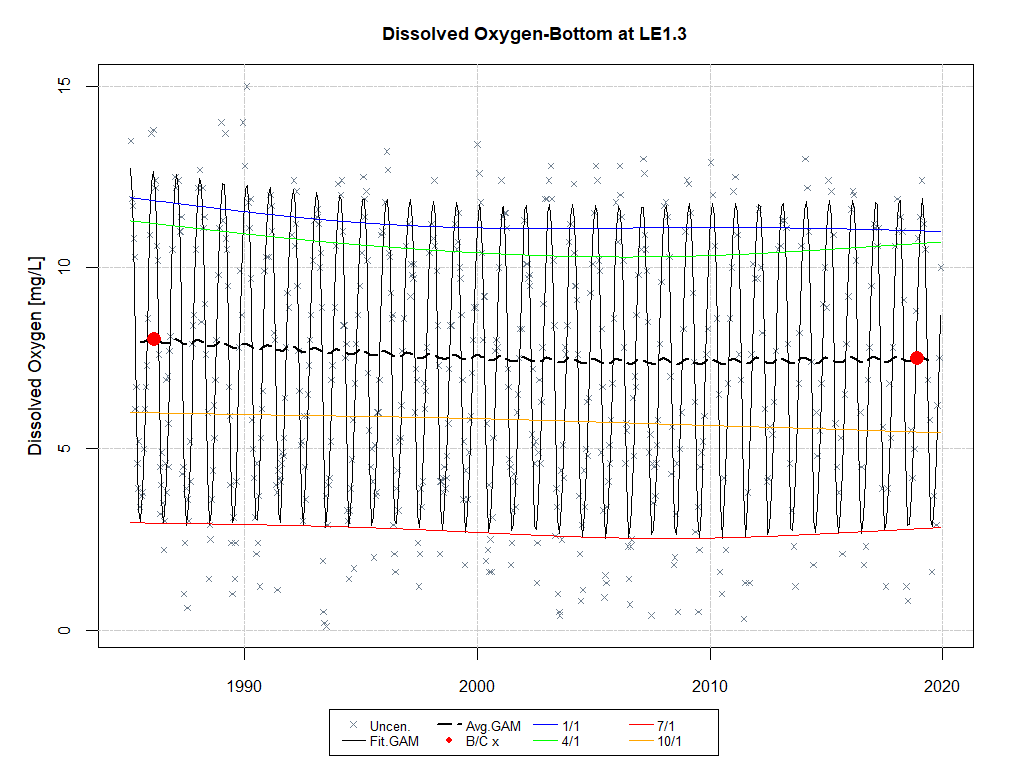 Dissolved Oxygen-Bottom at LE1.3
Dissolved Oxygen [mg/L]
15
10
5
0
1990 2000 2010 2020
Uncen. Avg.GAM 1/1 7/1
Fit.GAM B/C x 4/1 10/1